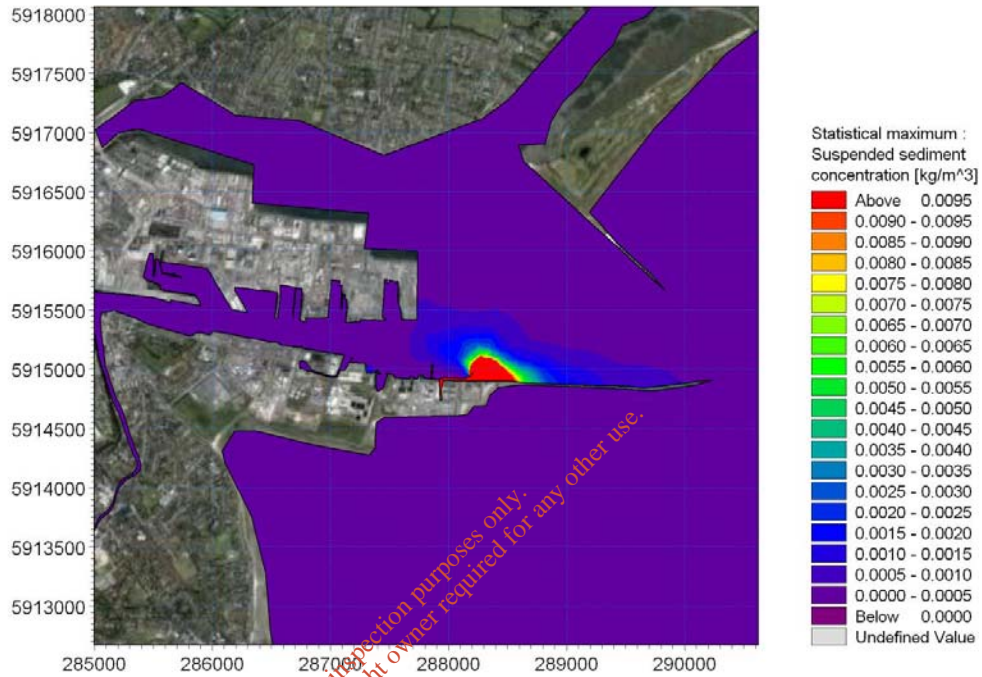 5918000
5917500
5917000
5916500
5916000
5915500
5915000
5914500
5914000
5913500
5913000
285000
286000
287000
288000
289000
290000
Statistical maximum :
Suspended sediment
concentration [kg/m^3]
Above 0.0095
0.0090 - 0.0095
0.0085 - 0.0090
0.0080 - 0.0085
0.0075 - 0.0080
0.0070 - 0.0075
0.0065 - 0.0070
0.0060 - 0.0065
0.0055 - 0.0060
0.0050 - 0.0055
0.0045 - 0.0050
0.0040 - 0.0045
0.0035 - 0.0040
0.0030 - 0.0035
0.0025 - 0.0030
0.0020 - 0.0025
0.0015 - 0.0020
0.0010 - 0.0015
0.0005 - 0.0010
0.0000 - 0.0005
Below 0.0000
Undefined Value
purposes only.
owner required for any other use.